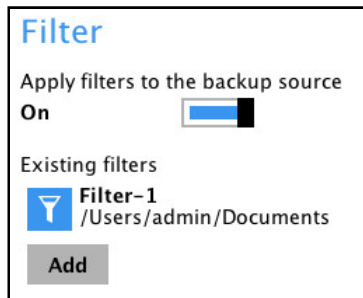 Filter
Apply filters to the backup source
On
Existing filters
Filter-1
/Users/admin/Documents
Add